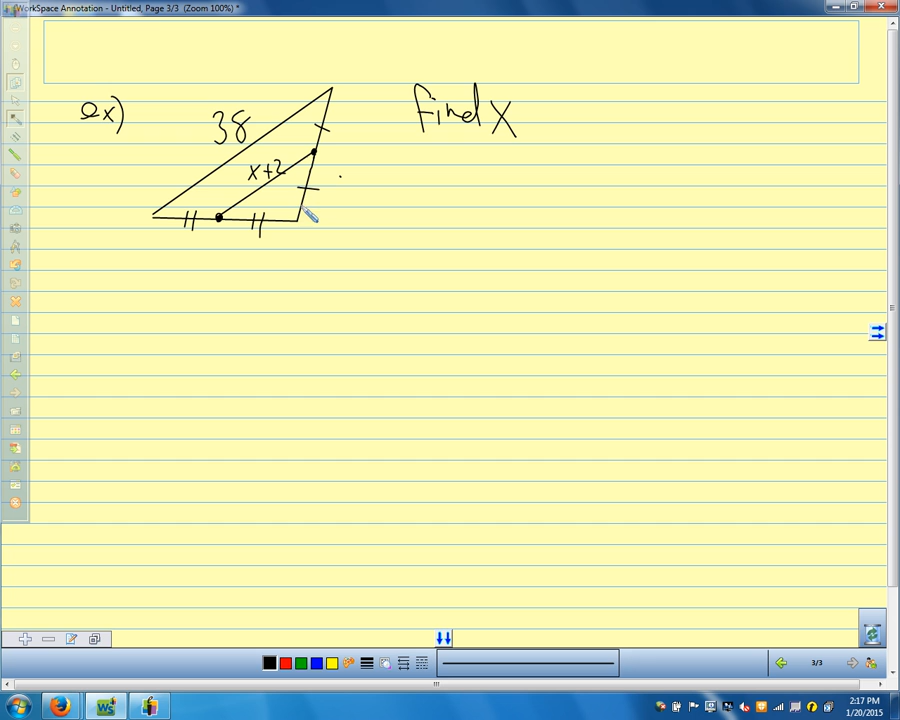 WorkSpace Annotation - Untitled, Page 3/3 (Zoom 100%) *
ex)
38
find X
x+2
3/3
2:17 PM
1/20/2015